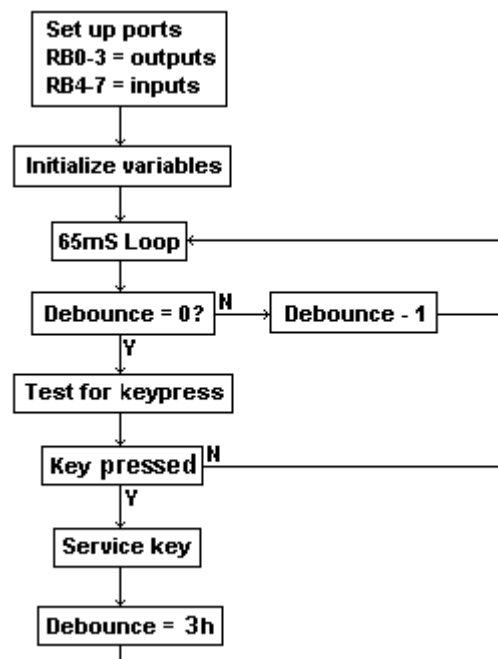 Set up ports
RB0-3 = outputs
RB4-7 = inputs
Initialize variables
65mS Loop
Debounce = 0?
N
Debounce - 1
Y
Test for keypress
Key pressed
N
Y
Service key
Debounce = 3h